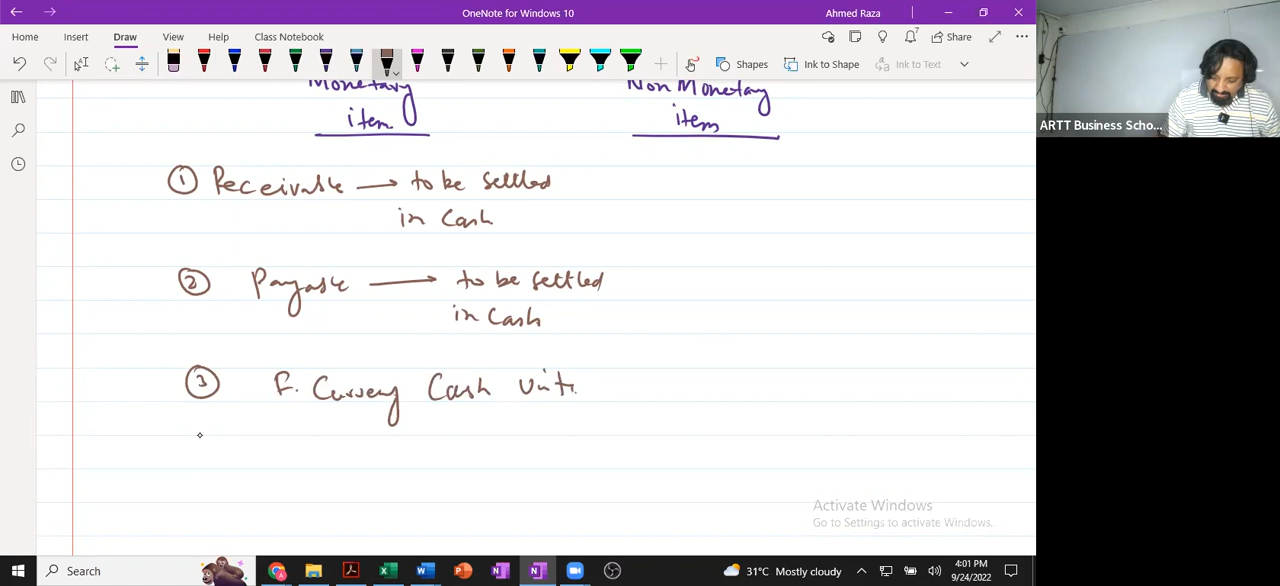 OneNote for Windows 10
Ahmed Raza
Home Insert Draw View Help Class Notebook
Share
Shapes Ink to Shape Ink to Text
ARTT Business Scho...
Monetary Non Monetary
item item
① Receivable → to be settled
in Cash
② Payable → to be settled
in Cash
③ F. Currency Cash Units
Activate Windows
Go to Settings to activate Windows.
Search
31°C Mostly cloudy
4:01 PM
9/24/2022